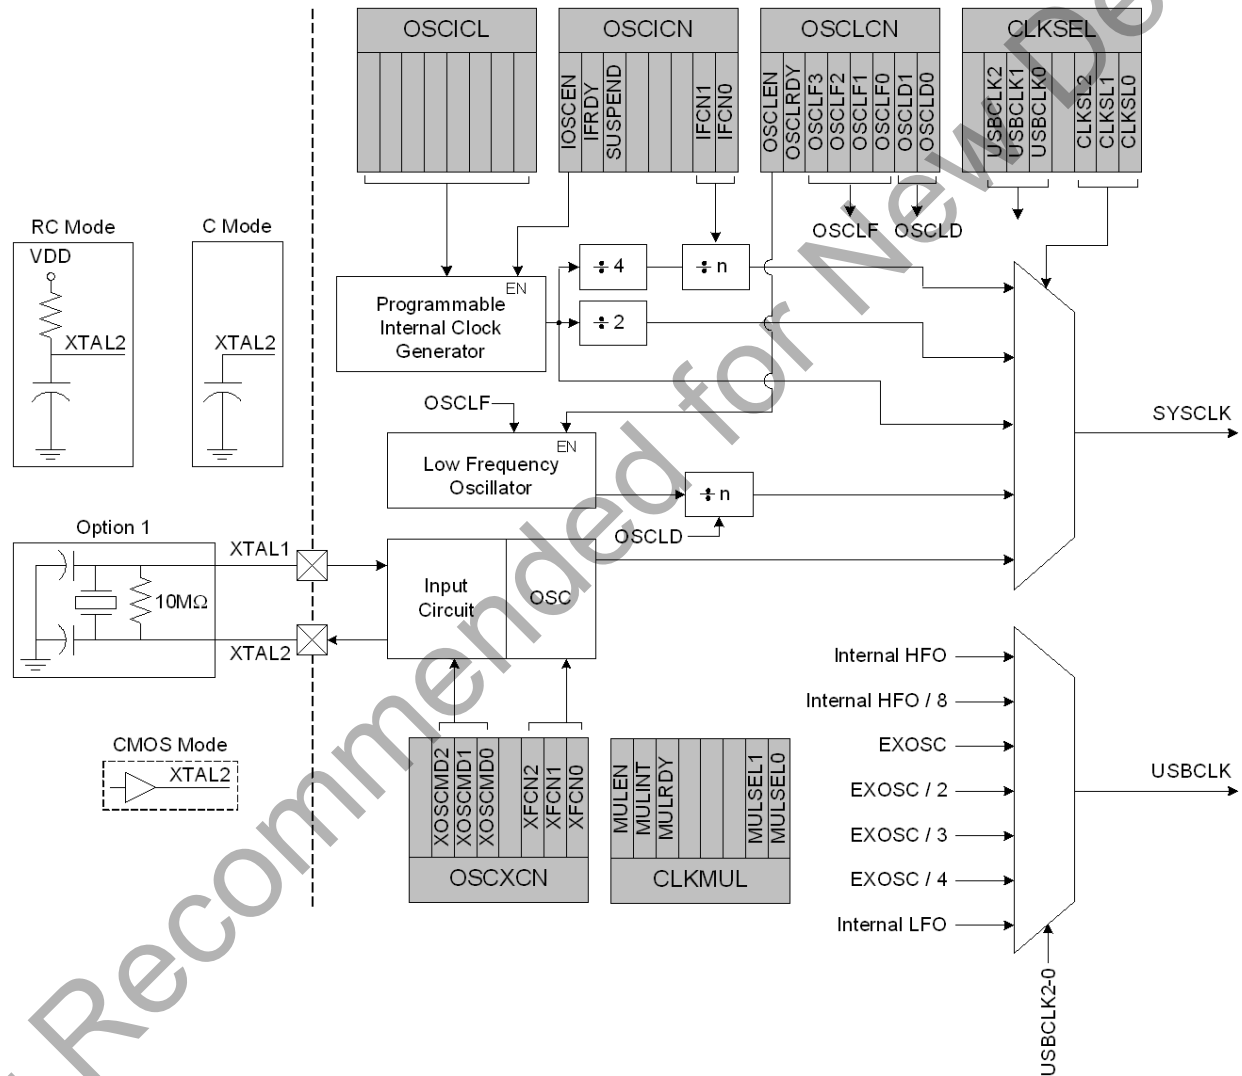 OSCICL
OSCICN
OSCLCN
CLKSEL
IOSCEN
IFRDY
SUSPEND
IFCN1
IFCN0
OSCLEN
OSCLRDY
OSCLF3
OSCLF2
OSCLF1
OSCLF0
OSCLD1
OSCLD0
USBCLK2
USBCLK1
USBCLK0
CLKSL2
CLKSL1
CLKSL0
OSCLF
OSCLD
RC Mode
VDD
XTAL2
C Mode
XTAL2
EN
Programmable
Internal Clock
Generator
÷ 4
÷ n
÷ 2
OSCLF
EN
Low Frequency
Oscillator
÷ n
OSCLD
SYSCLK
Option 1
10MΩ
XTAL1
XTAL2
Input
Circuit
OSC
CMOS Mode
XTAL2
XOSCMD2
XOSCMD1
XOSCMD0
XFCN2
XFCN1
XFCN0
OSCXCN
MULEN
MULINT
MULRDY
MULSEL1
MULSEL0
CLKMUL
Internal HFO
Internal HFO / 8
EXOSC
EXOSC / 2
EXOSC / 3
EXOSC / 4
Internal LFO
USBCLK
USBCLK2-0
Recommended for New De